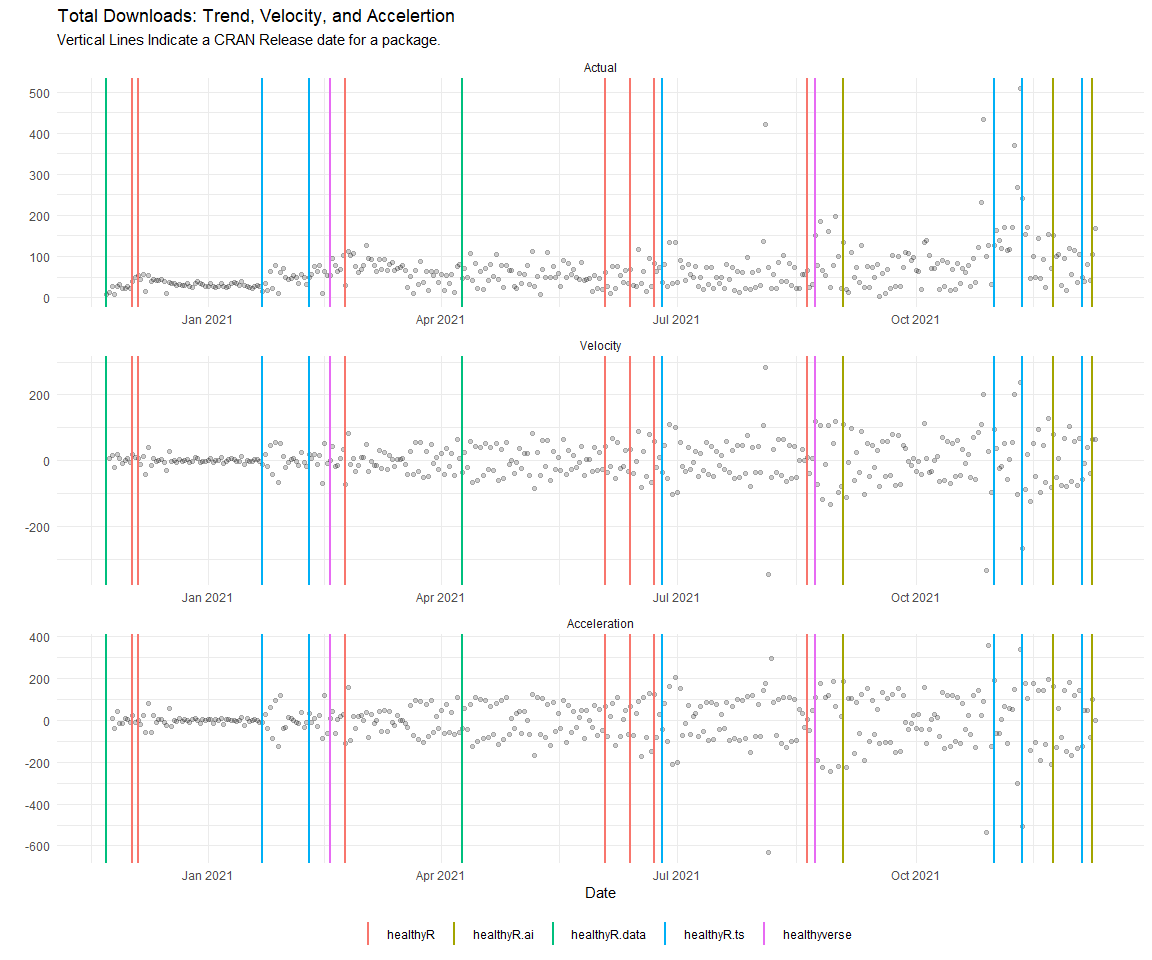 Total Downloads: Trend, Velocity, and Accelertion
Vertical Lines Indicate a CRAN Release date for a package.
Actual
500
400
300
200
100
0
Jan 2021 Apr 2021 Jul 2021 Oct 2021
Velocity
200
0
-200
Jan 2021 Apr 2021 Jul 2021 Oct 2021
Acceleration
400
200
0
-200
-400
-600
Jan 2021 Apr 2021 Jul 2021 Oct 2021
Date
healthyR healthyR.ai healthyR.data healthyR.ts healthyverse